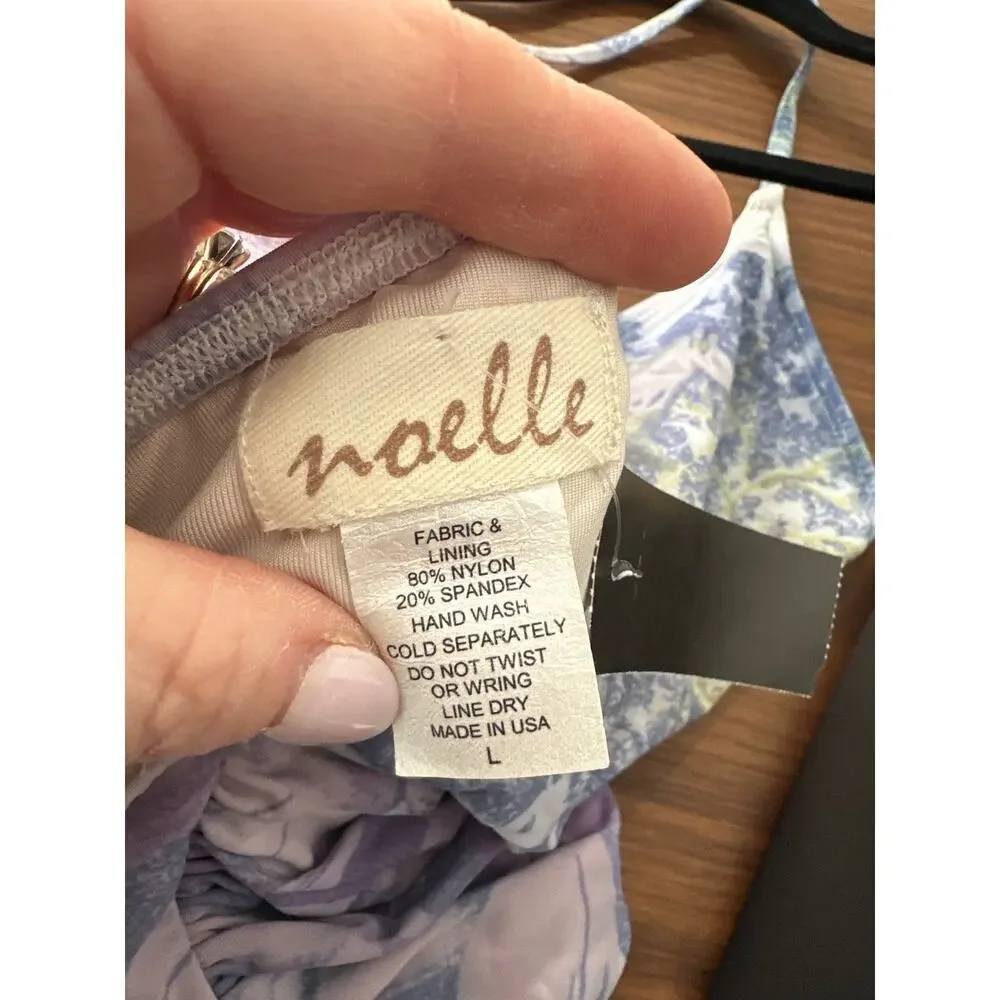 noelle
FABRIC &
LINING
80% NYLON
20% SPANDEX
HAND WASH
COLD SEPARATELY
DO NOT TWIST
OR WRING
LINE DRY
MADE IN USA
L